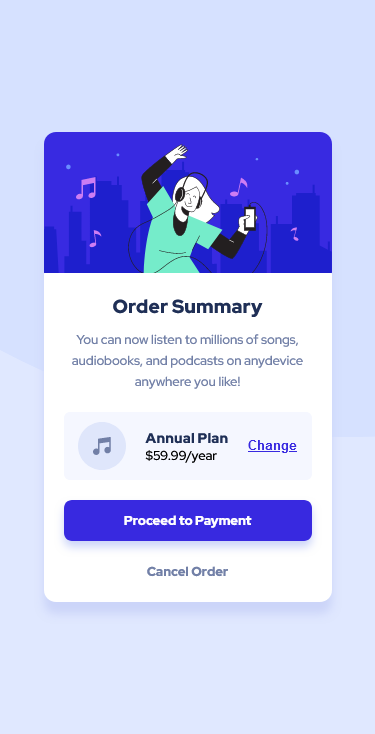 Order Summary
You can now listen to millions of songs,
audiobooks, and podcasts on anydevice
anywhere you like!
Annual Plan
$59.99/year
Change
Proceed to Payment
Cancel Order